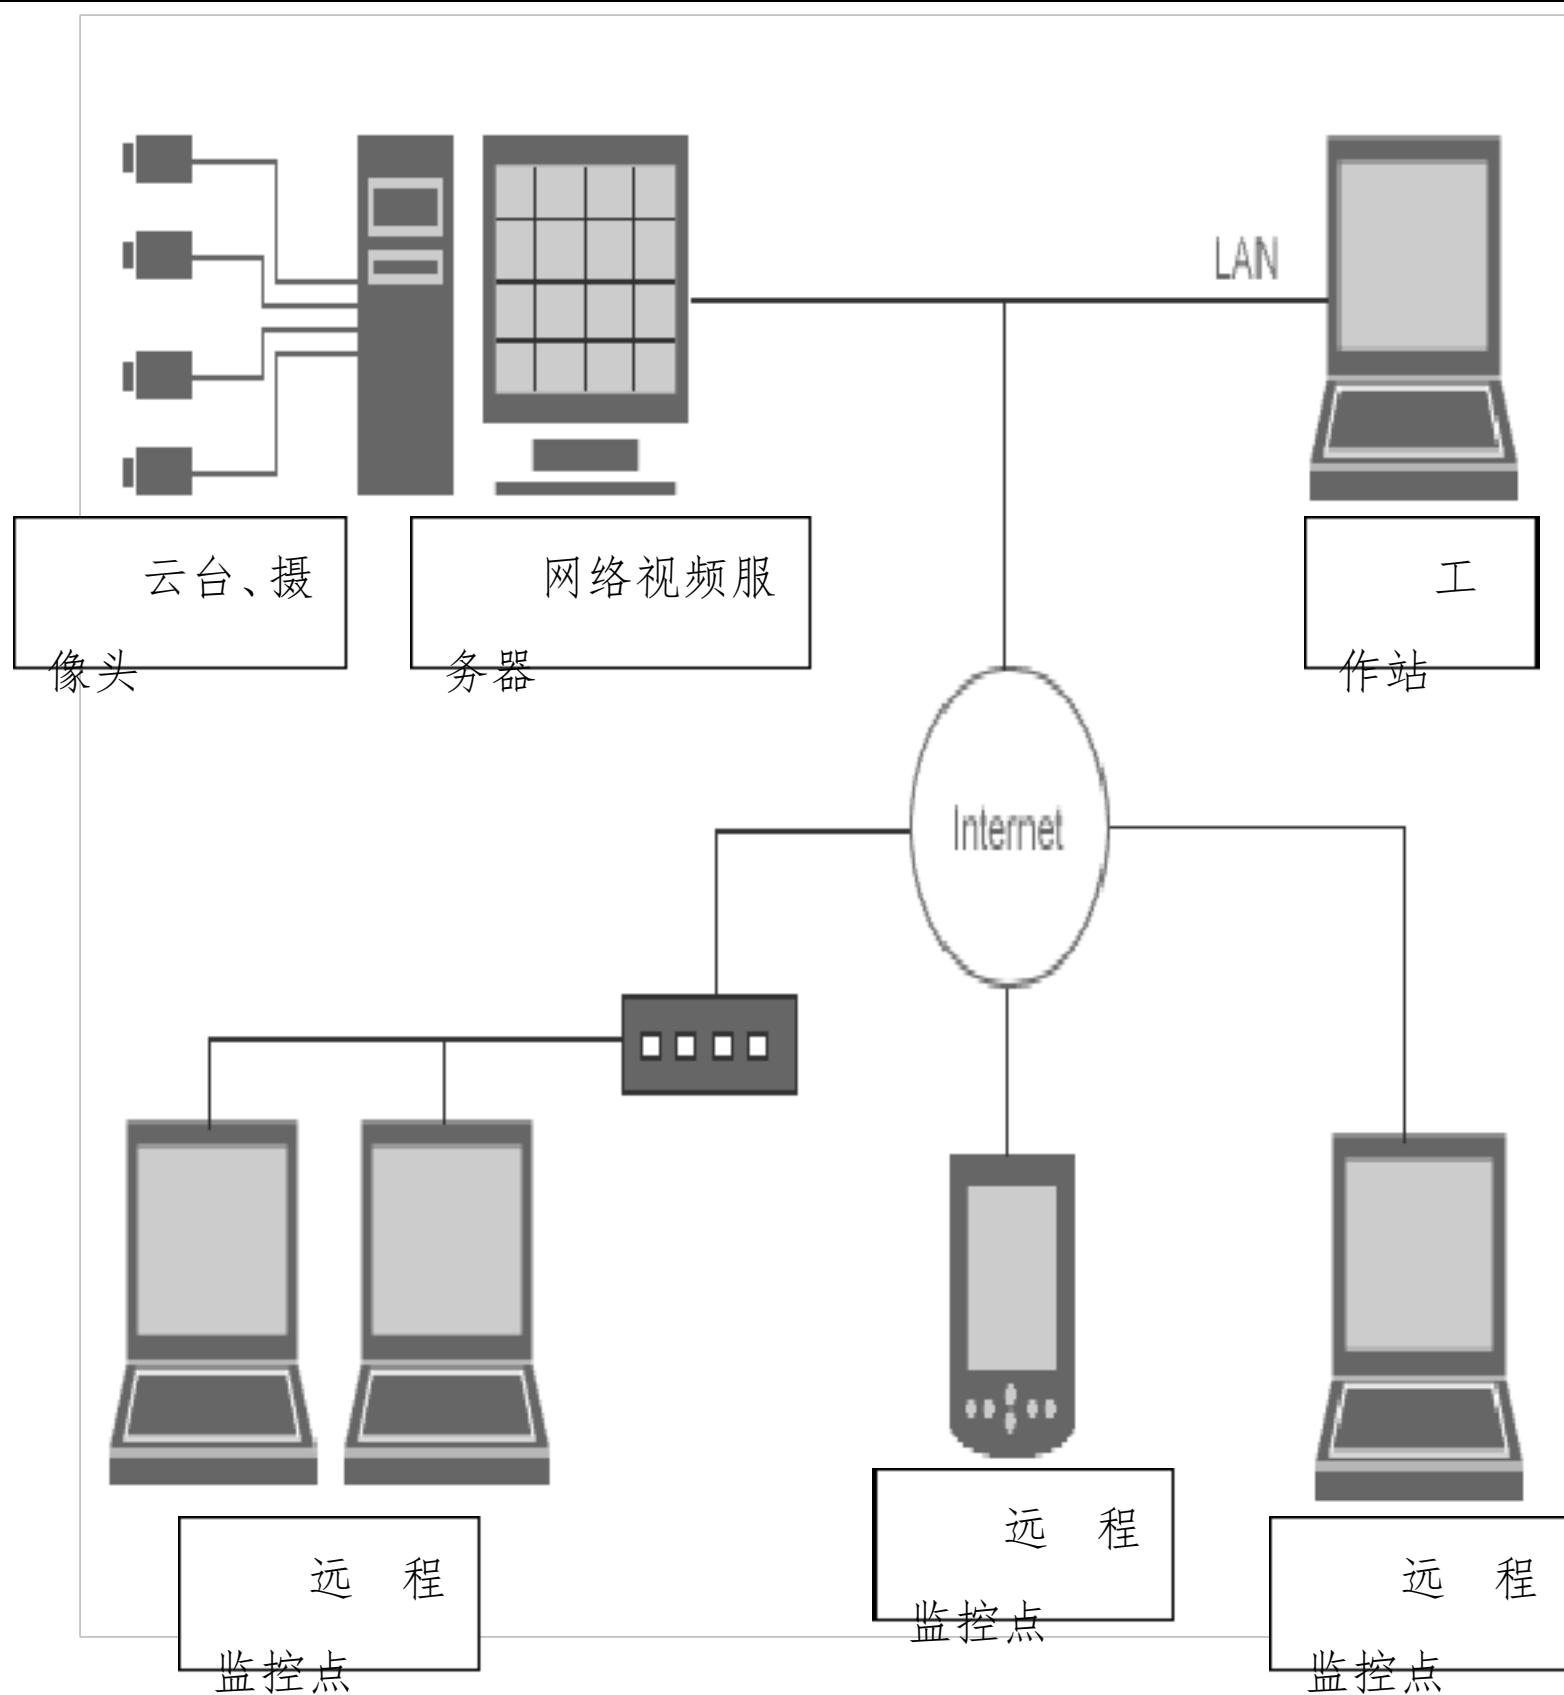 LAN
云台、摄
像头
网络视频服
务器
工
作站
Internet
远 程
监控点
远 程
监控点
远 程
监控点